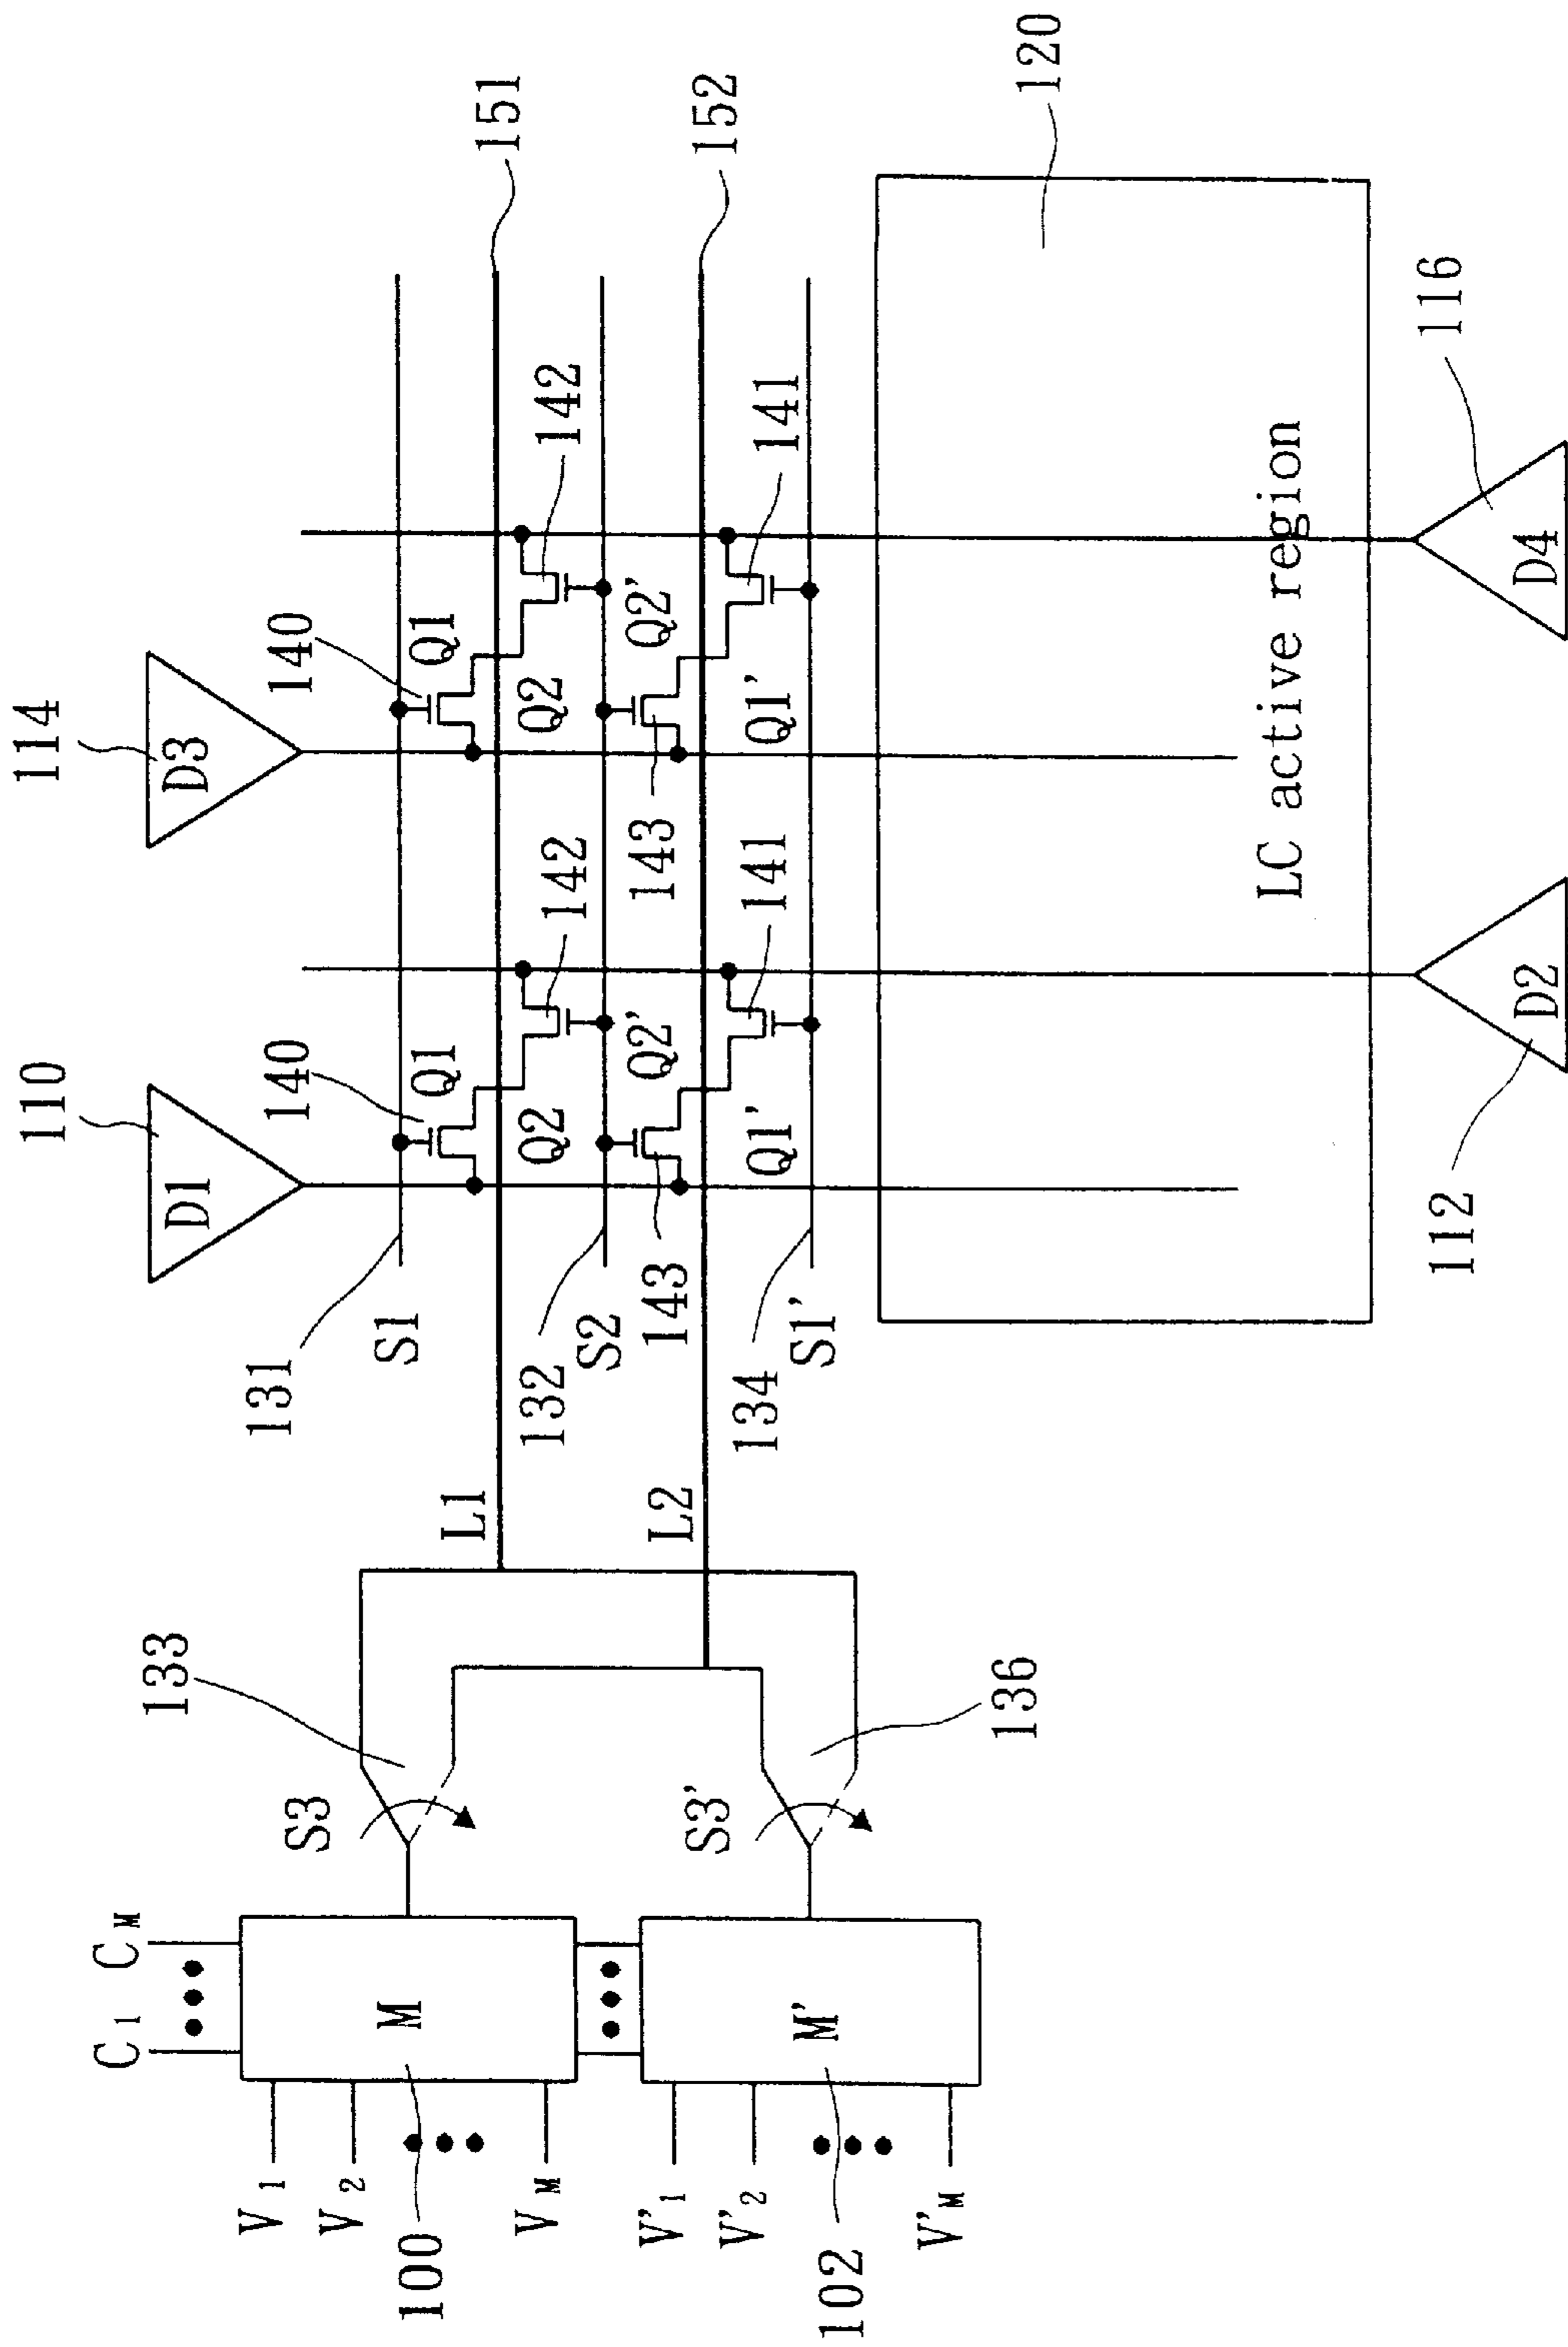 C1 CM
V1
V2
VM
100
M
V'1
V'2
V'M
102
M'
S3
133
S3'
136
L1
L2
131
S1
132
S2
134
S1'
110
D1
140
Q1
Q2
142
143
Q2'
141
Q1'
114
D3
140
Q1
Q2
142
143
Q2'
141
Q1'
151
152
120
LC active region
112
D2
116
D4